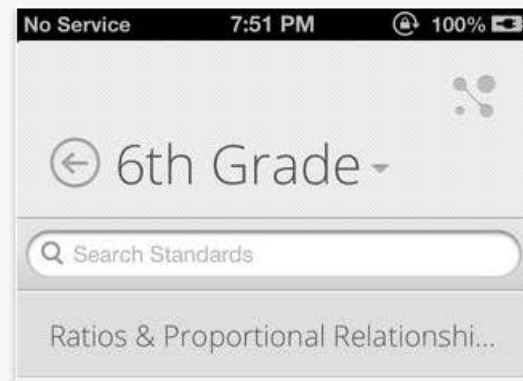 No Service 7:51 PM 100%
6th Grade
Search Standards
Ratios & Proportional Relationshi...